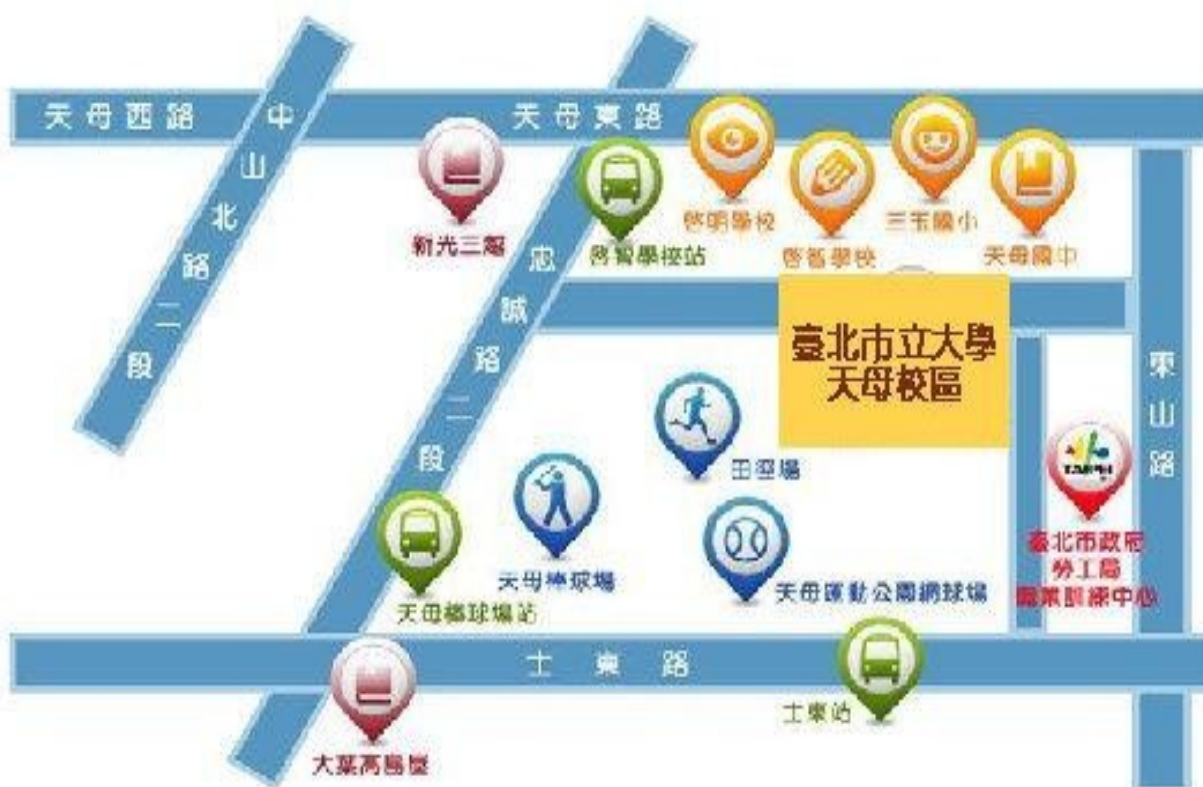 天母西路
天母東路
中山北路二段
新光三越
啓智學校站
啓明學校
啓智學校
三玉國小
天母國中
忠誠路二段
臺北市立大學
天母校區
東山路
田徑場
天母棒球場
天母運動公園網球場
臺北市政府
勞工局
職業訓練中心
天母棒球場站
士東路
士東站
大葉高島屋